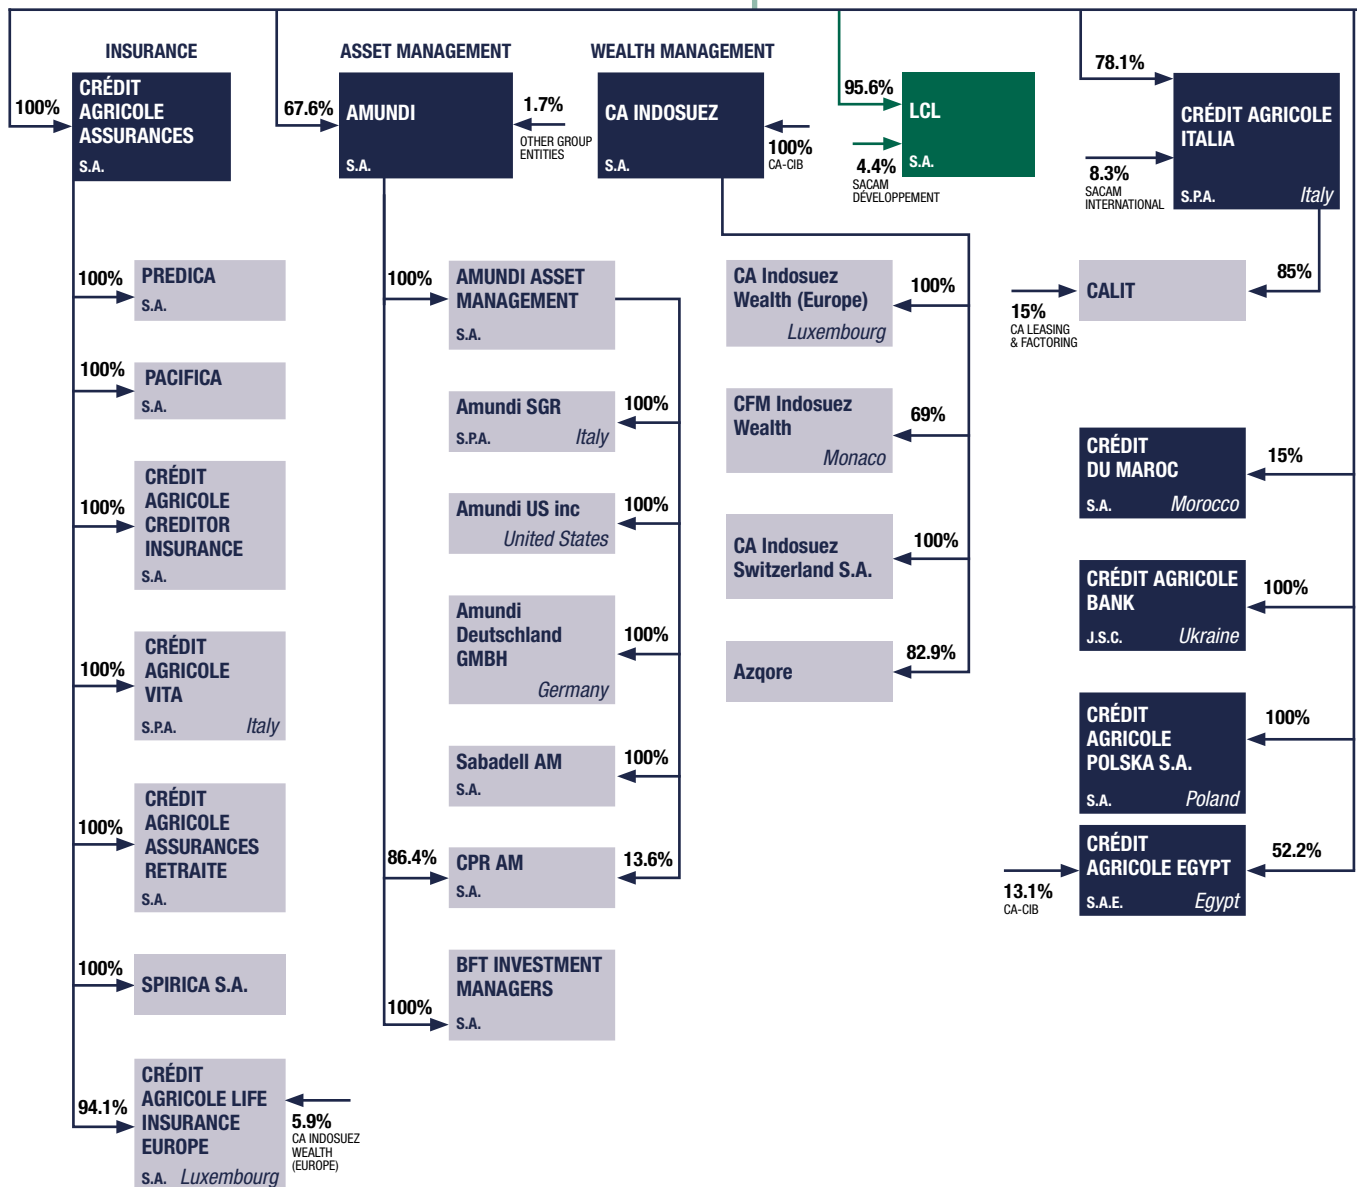 INSURANCE
100%
CRÉDIT
AGRICOLE
ASSURANCES
S.A.
100%
PREDICA
S.A.
100%
PACIFICA
S.A.
100%
CRÉDIT
AGRICOLE
CREDITOR
INSURANCE
S.A.
100%
CRÉDIT
AGRICOLE
VITA
S.P.A. Italy
100%
CRÉDIT
AGRICOLE
ASSURANCES
RETRAITE
S.A.
100%
SPIRICA S.A.
94.1%
CRÉDIT
AGRICOLE LIFE
INSURANCE
EUROPE
S.A. Luxembourg
5.9%
CA INDOSUEZ
WEALTH
(EUROPE)
ASSET MANAGEMENT
67.6%
AMUNDI
S.A.
1.7%
OTHER GROUP
ENTITIES
100%
AMUNDI ASSET
MANAGEMENT
S.A.
Amundi SGR
S.P.A. Italy
100%
Amundi US inc
United States
100%
Amundi
Deutschland
GMBH
Germany
100%
Sabadell AM
S.A.
100%
86.4%
CPR AM
S.A.
13.6%
100%
BFT INVESTMENT
MANAGERS
S.A.
WEALTH MANAGEMENT
CA INDOSUEZ
S.A.
100%
CA-CIB
CA Indosuez
Wealth (Europe)
Luxembourg
100%
CFM Indosuez
Wealth
Monaco
69%
CA Indosuez
Switzerland S.A.
100%
Azqore
82.9%
95.6%
LCL
S.A.
4.4%
SACAM
DÉVELOPPEMENT
78.1%
CRÉDIT AGRICOLE
ITALIA
S.P.A. Italy
8.3%
SACAM
INTERNATIONAL
CALIT
85%
15%
CA LEASING
& FACTORING
CRÉDIT
DU MAROC
S.A. Morocco
15%
CRÉDIT AGRICOLE
BANK
J.S.C. Ukraine
100%
CRÉDIT
AGRICOLE
POLSKA S.A.
S.A. Poland
100%
CRÉDIT
AGRICOLE EGYPT
S.A.E. Egypt
52.2%
13.1%
CA-CIB